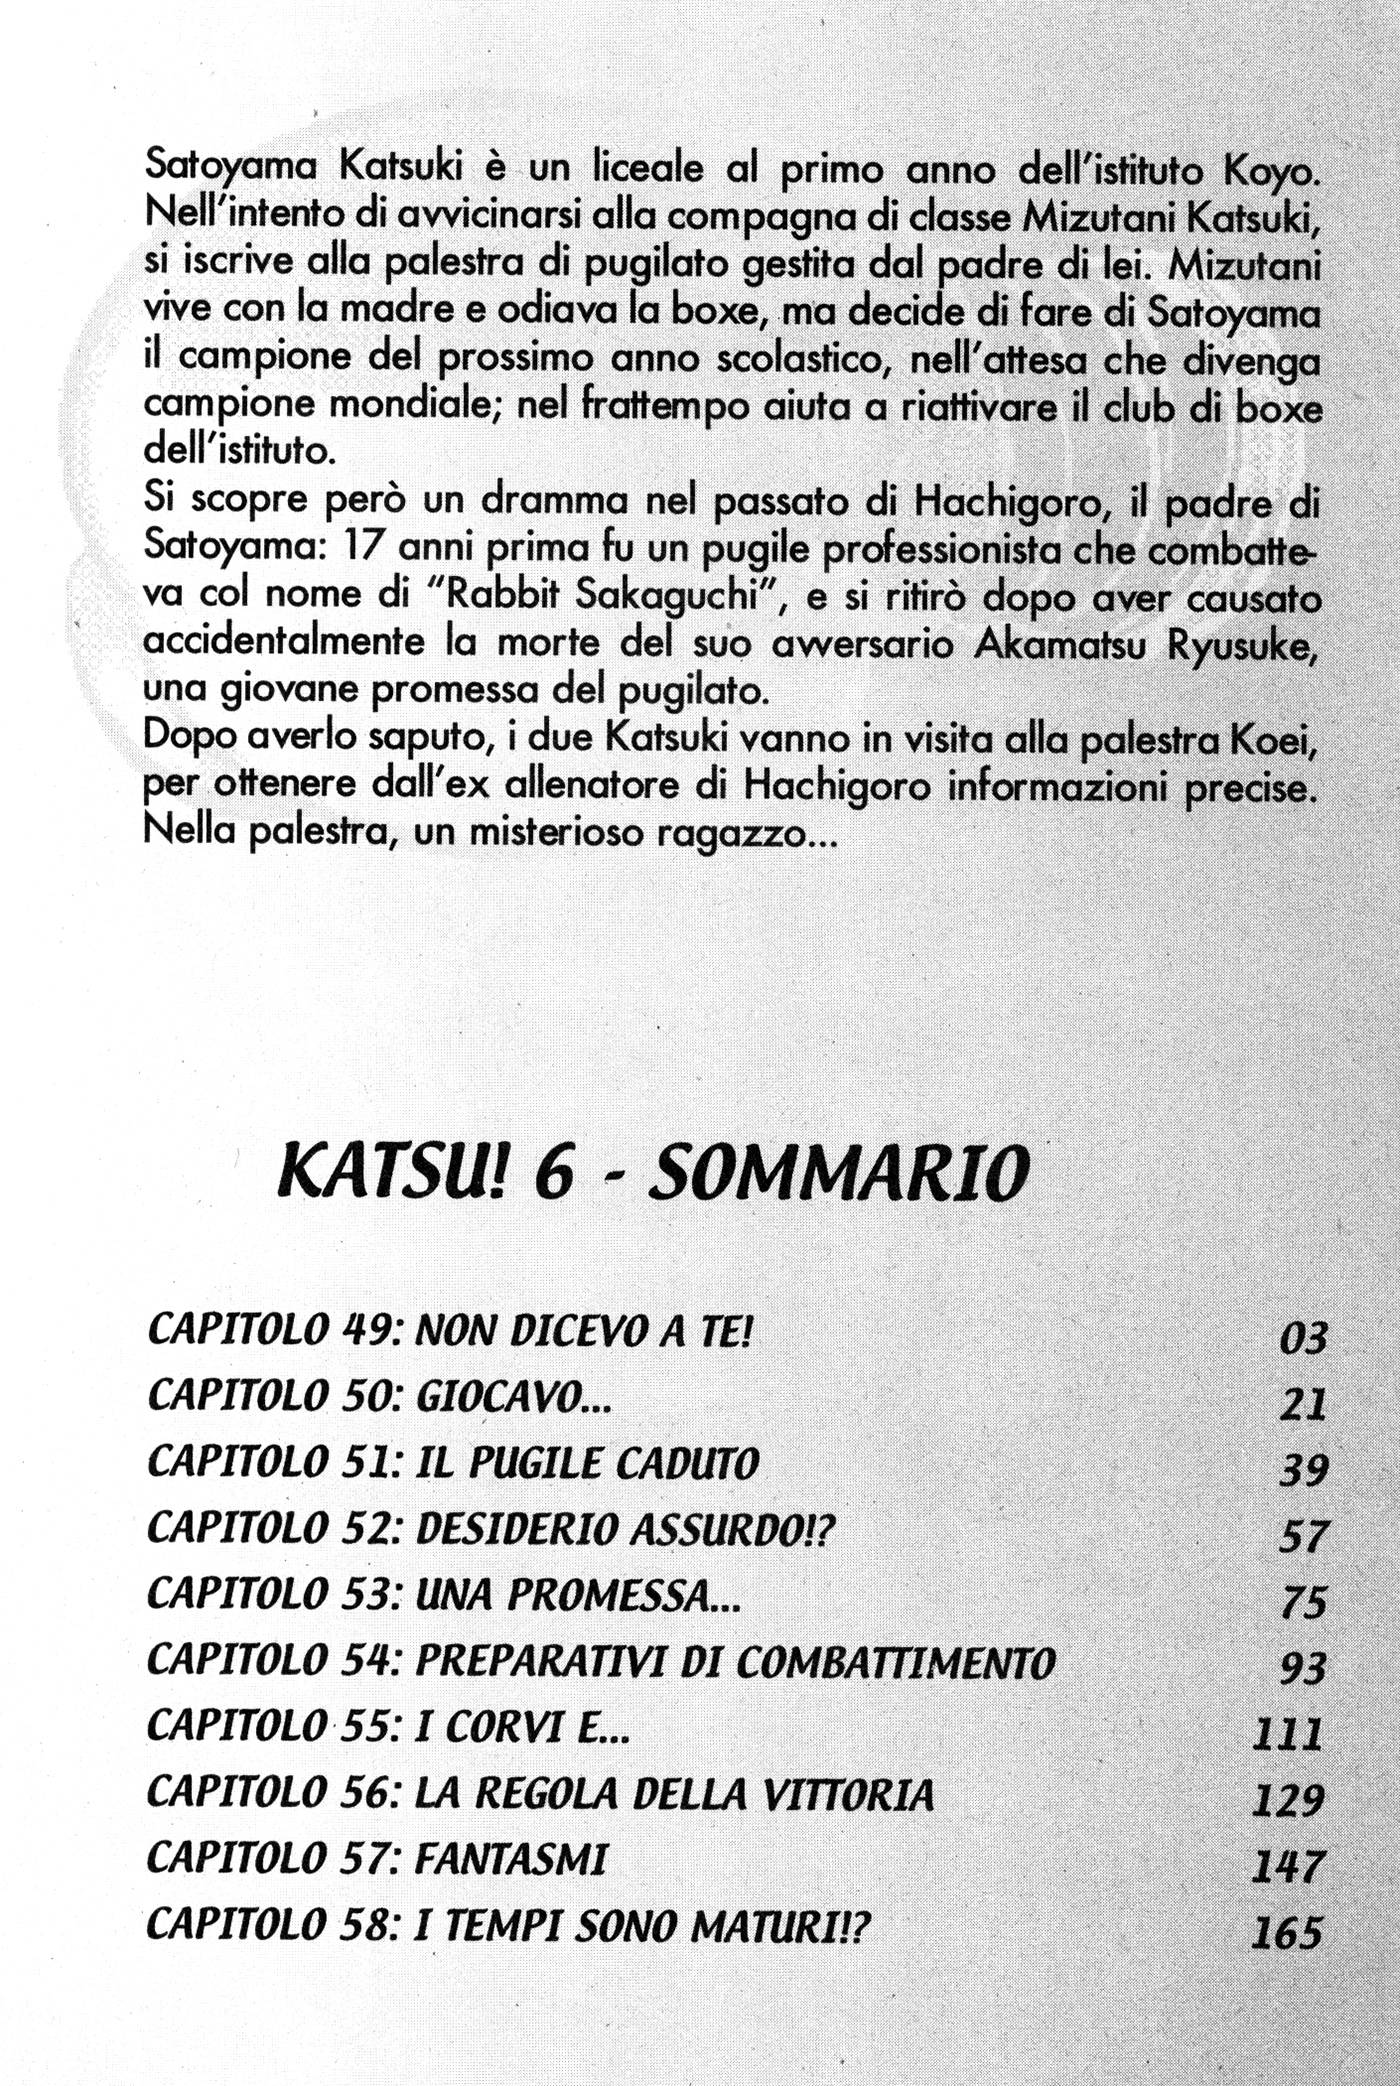 Satoyama Katsuki è un liceale al primo anno dell'istituto Koyo.
Nell'intento di avvicinarsi alla compagna di classe Mizutani Katsuki,
si iscrive alla palestra di pugilato gestita dal padre di lei. Mizutani
vive con la madre e odiava la boxe, ma decide di fare di Satoyama
il campione del prossimo anno scolastico, nell'attesa che divenga
campione mondiale; nel frattempo aiuta a riattivare il club di boxe
dell'istituto.
Si scopre però un dramma nel passato di Hachigoro, il padre di
Satoyama: 17 anni prima fu un pugile professionista che combatte-
va col nome di "Rabbit Sakaguchi", e si ritirò dopo aver causato
accidentalmente la morte del suo avversario Akamatsu Ryusuke,
una giovane promessa del pugilato.
Dopo averlo saputo, i due Katsuki vanno in visita alla palestra Koei,
per ottenere dall'ex allenatore di Hachigoro informazioni precise.
Nella palestra, un misterioso ragazzo...
KATSU! 6 - SOMMARIO
CAPITOLO 49: NON DICEVO A TE! 03
CAPITOLO 50: GIOCAVO... 21
CAPITOLO 51: IL PUGILE CADUTO 39
CAPITOLO 52: DESIDERIO ASSURDO!? 57
CAPITOLO 53: UNA PROMESSA... 75
CAPITOLO 54: PREPARATIVI DI COMBATTIMENTO 93
CAPITOLO 55: I CORVI E... 111
CAPITOLO 56: LA REGOLA DELLA VITTORIA 129
CAPITOLO 57: FANTASMI 147
CAPITOLO 58: I TEMPI SONO MATURI!? 165